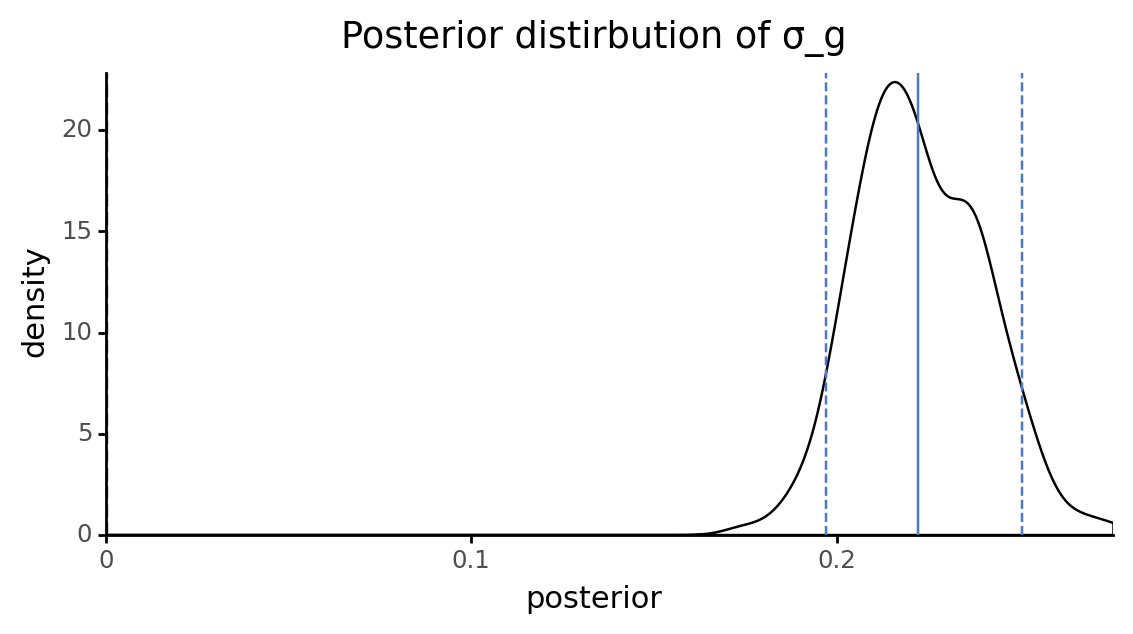 Posterior distirbution of σ_g
20
15
10
5
0
density
0 0.1 0.2
posterior